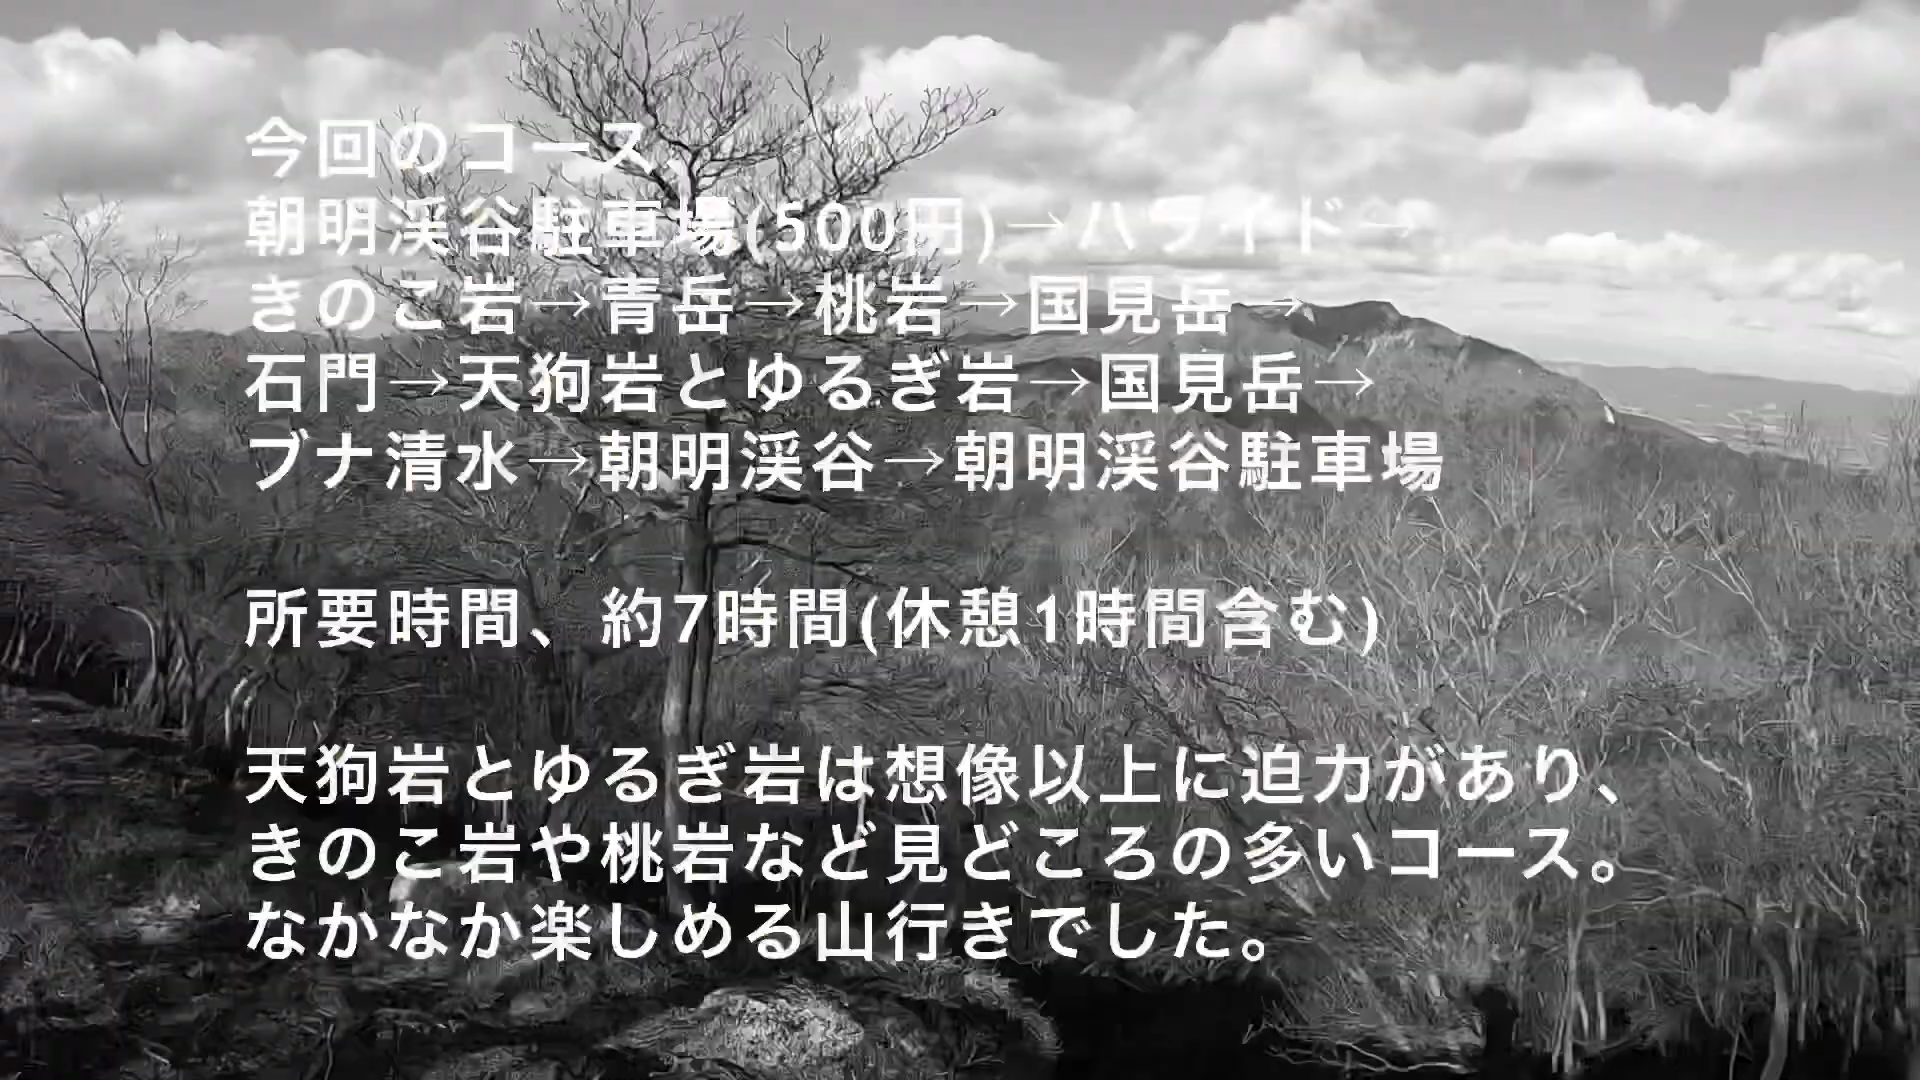 今回のコース、
朝明渓谷駐車場(500円)→ハライド→
きのこ岩→青岳→桃岩→国見岳→
石門→天狗岩とゆるぎ岩→国見岳→
ブナ清水→朝明渓谷→朝明渓谷駐車場
所要時間、約7時間(休憩1時間含む)
天狗岩とゆるぎ岩は想像以上に迫力があり、
きのこ岩や桃岩など見どころの多いコース。
なかなか楽しめる山行きでした。